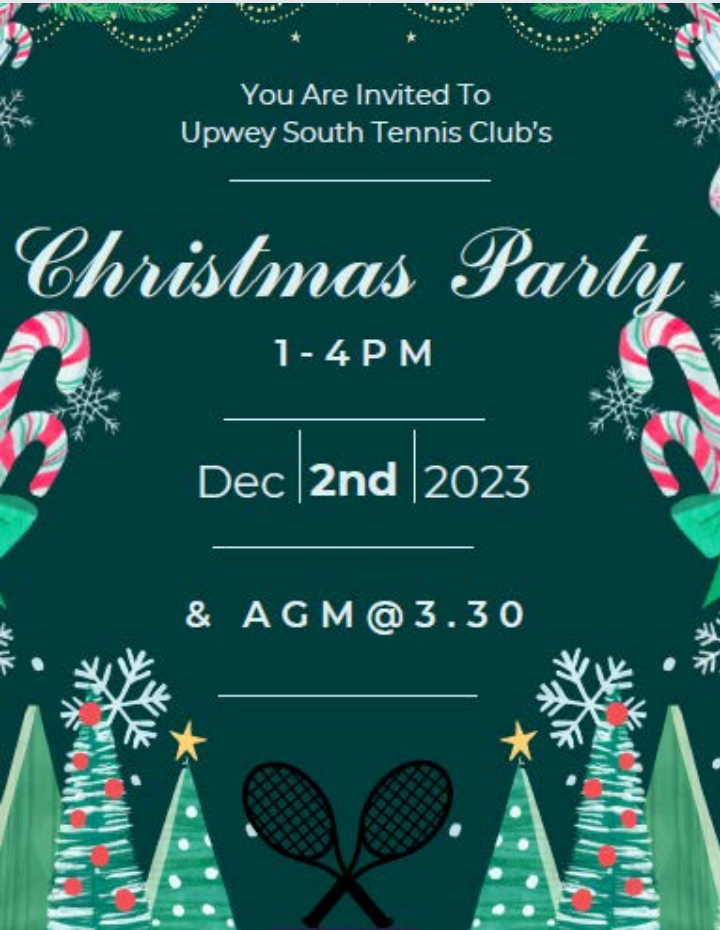 You Are Invited To
Upwey South Tennis Club's
Christmas Party
1-4PM
Dec 2nd 2023
& AGM@3.30